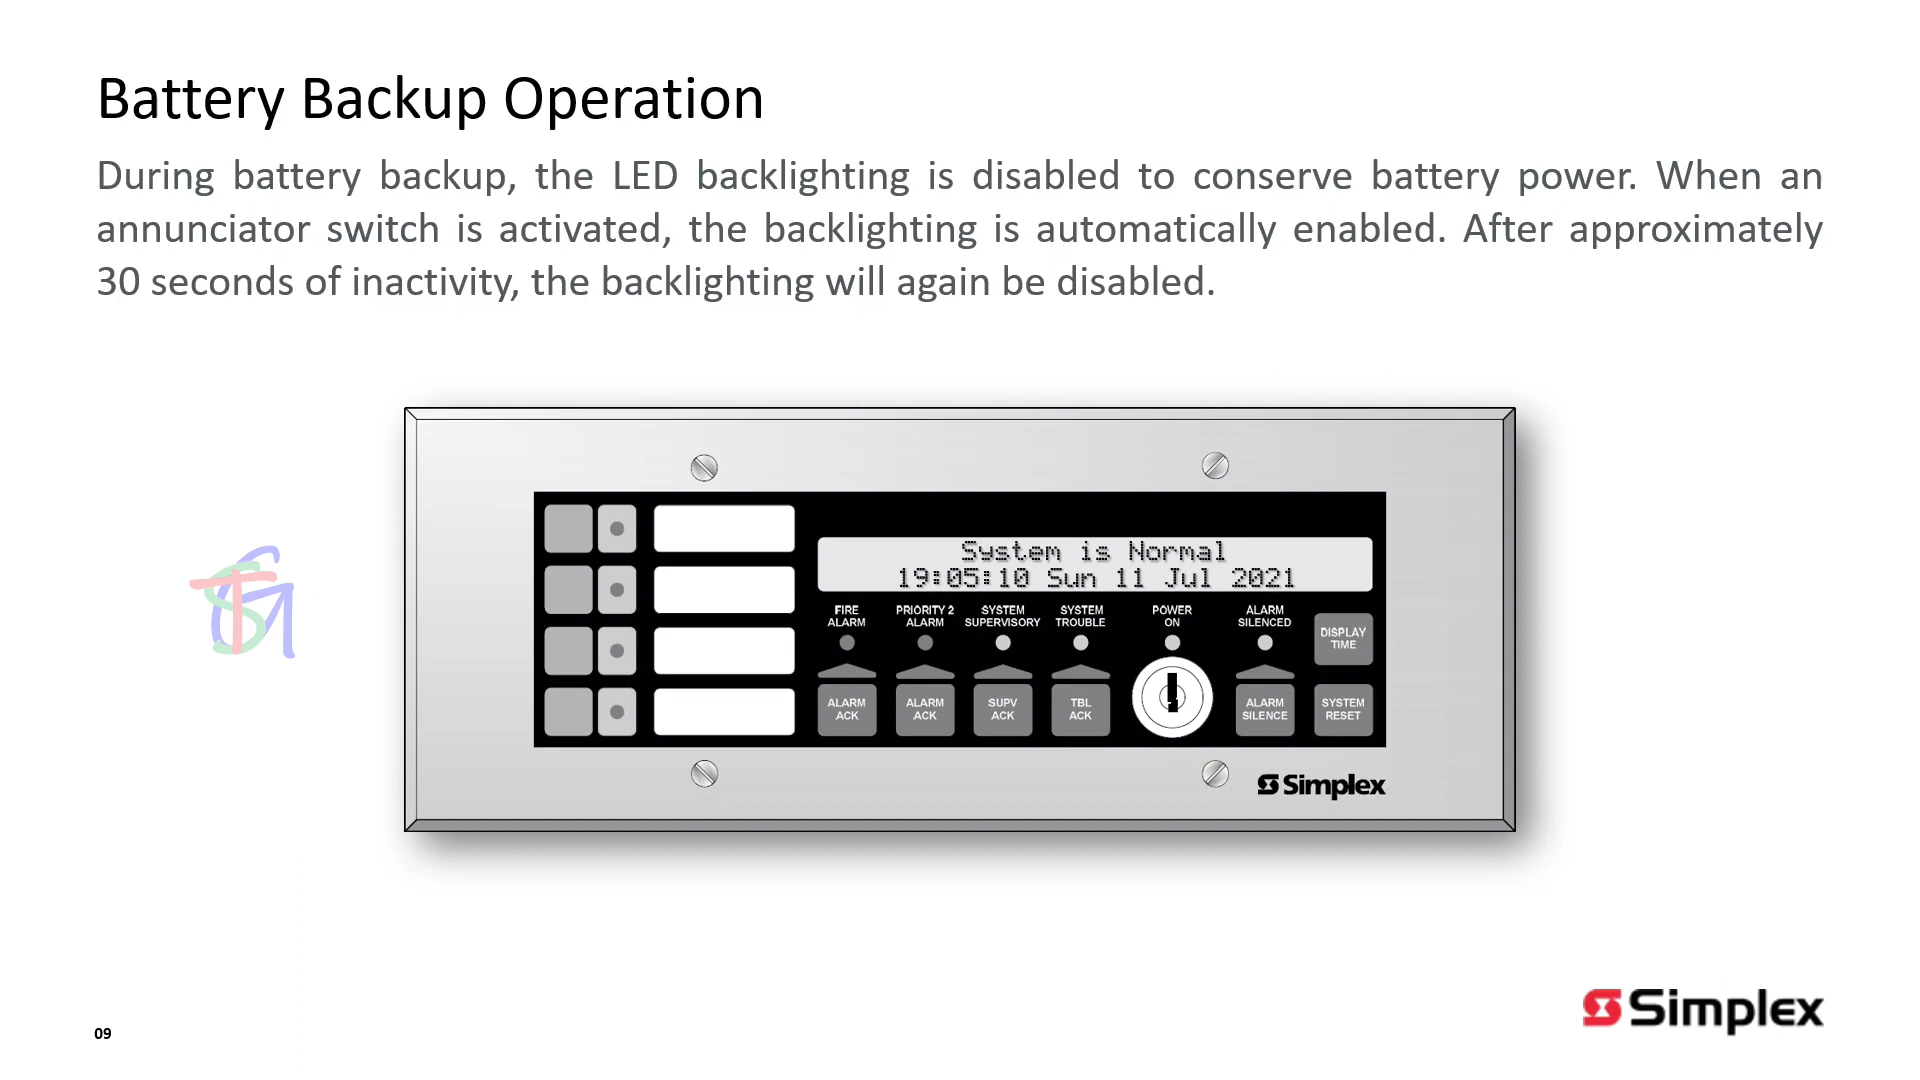 Battery Backup Operation
During battery backup, the LED backlighting is disabled to conserve battery power. When an
annunciator switch is activated, the backlighting is automatically enabled. After approximately
30 seconds of inactivity, the backlighting will again be disabled.
System is Normal
19:05:10 Sun 11 Jul 2021
FIRE ALARM
PRIORITY 2 ALARM
SYSTEM SUPERVISORY
SYSTEM TROUBLE
POWER ON
ALARM SILENCED
DISPLAY TIME
ALARM ACK
ALARM ACK
SUPV ACK
TBL ACK
ALARM SILENCE
SYSTEM RESET
Simplex
Simplex
09